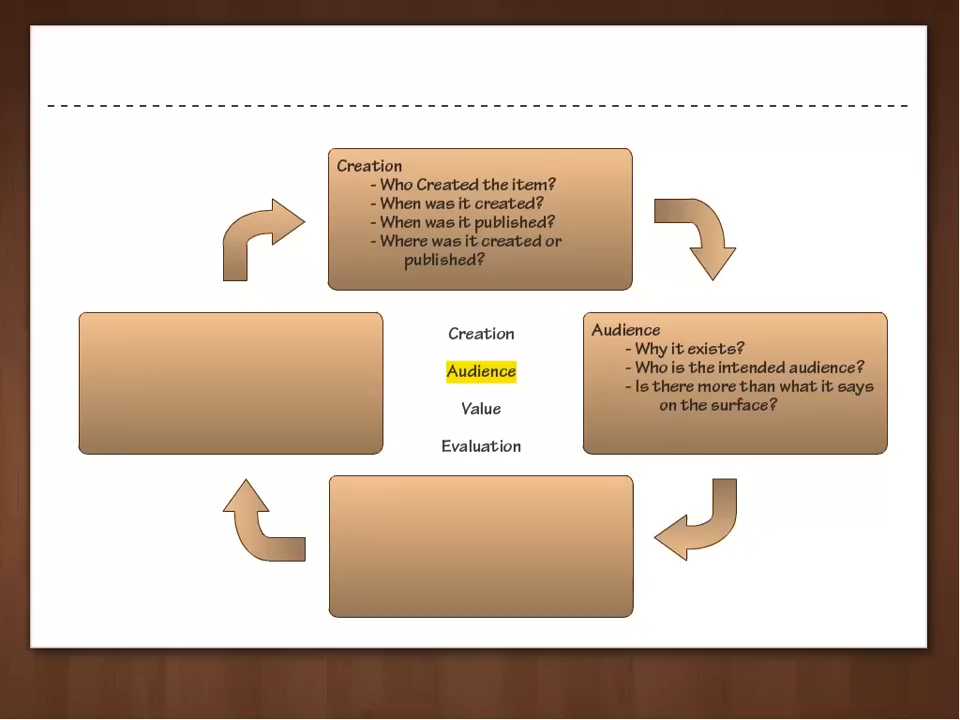 Creation
- Who Created the item?
- When was it created?
- When was it published?
- Where was it created or
published?
Creation
Audience
Value
Evaluation
Audience
- Why it exists?
- Who is the intended audience?
- Is there more than what it says
on the surface?